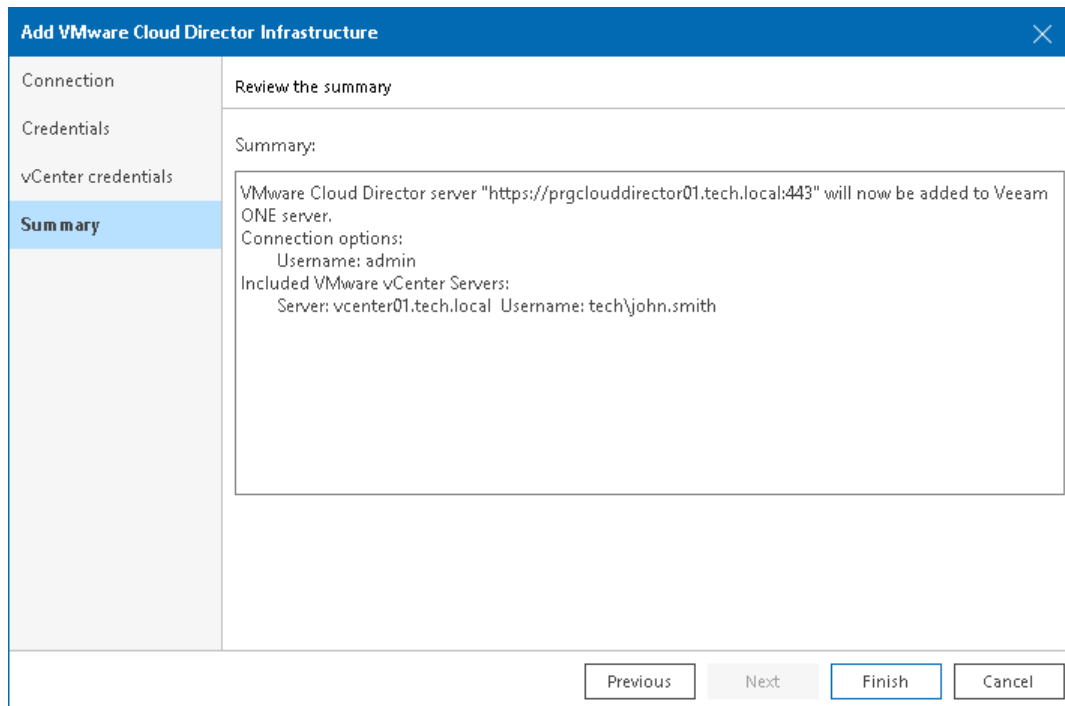 Add VMware Cloud Director Infrastructure
Connection
Credentials
vCenter credentials
Summary
Review the summary
Summary:
VMware Cloud Director server "https://prgclouddirector01.tech.local:443" will now be added to Veeam
ONE server.
Connection options:
Username: admin
Included VMware vCenter Servers:
Server: vcenter01.tech.local Username: tech\john.smith
Previous
Next
Finish
Cancel